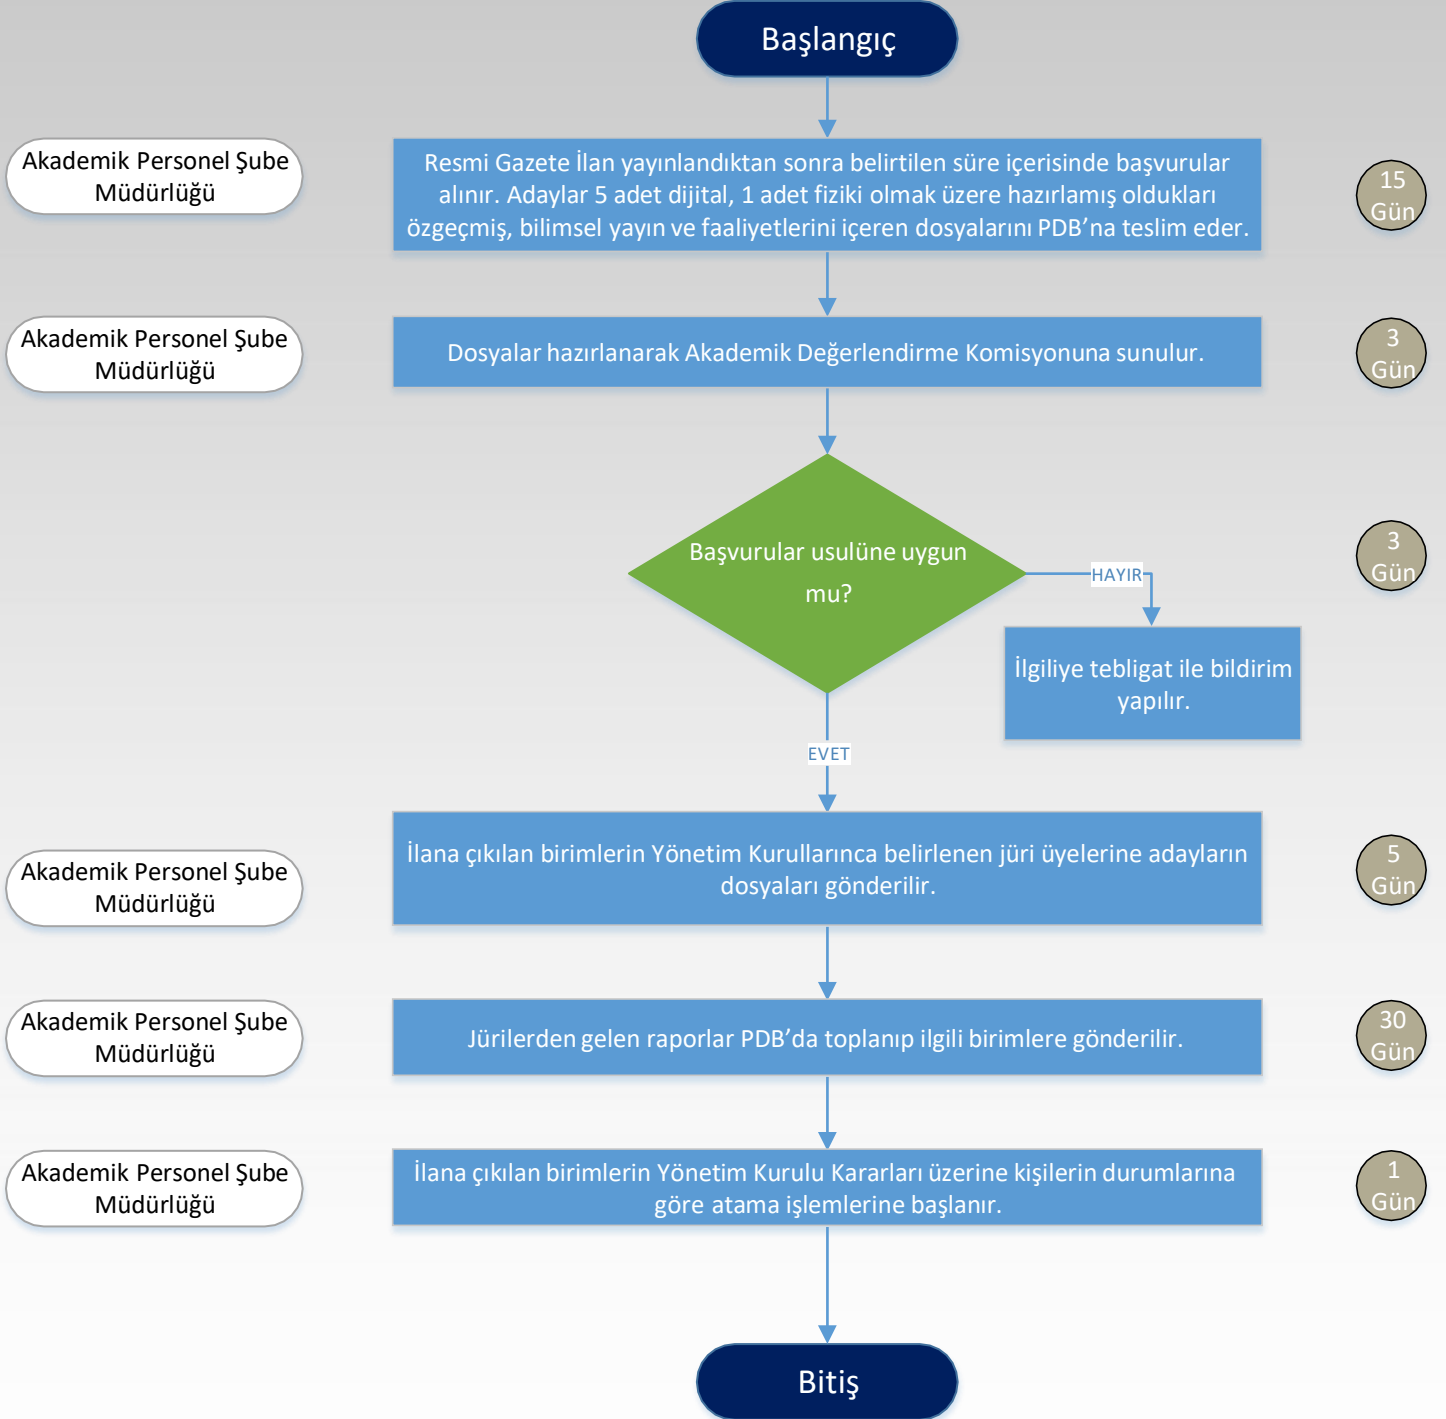 Başlangıç
Akademik Personel Şube
Müdürlüğü
Resmi Gazete İlan yayınlandıktan sonra belirtilen süre içerisinde başvurular
alınır. Adaylar 5 adet dijital, 1 adet fiziki olmak üzere hazırlamış oldukları
özgeçmiş, bilimsel yayın ve faaliyetlerini içeren dosyalarını PDB’na teslim eder.
15
Gün
Akademik Personel Şube
Müdürlüğü
Dosyalar hazırlanarak Akademik Değerlendirme Komisyonuna sunulur.
3
Gün
Başvurular usulüne uygun
mu?
3
Gün
HAYIR
İlgiliye tebligat ile bildirim
yapılır.
EVET
Akademik Personel Şube
Müdürlüğü
İlana çıkılan birimlerin Yönetim Kurullarınca belirlenen jüri üyelerine adayların
dosyaları gönderilir.
5
Gün
Akademik Personel Şube
Müdürlüğü
Jürilerden gelen raporlar PDB’da toplanıp ilgili birimlere gönderilir.
30
Gün
Akademik Personel Şube
Müdürlüğü
İlana çıkılan birimlerin Yönetim Kurulu Kararları üzerine kişilerin durumlarına
göre atama işlemlerine başlanır.
1
Gün
Bitiş